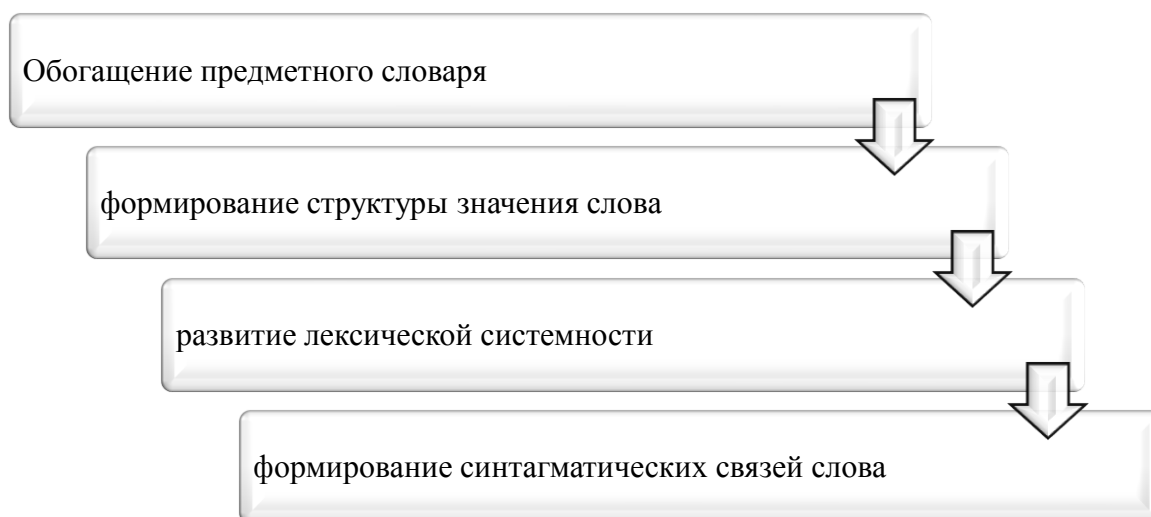 Обогащение предметного словаря
формирование структуры значения слова
развитие лексической системности
формирование синтагматических связей слова